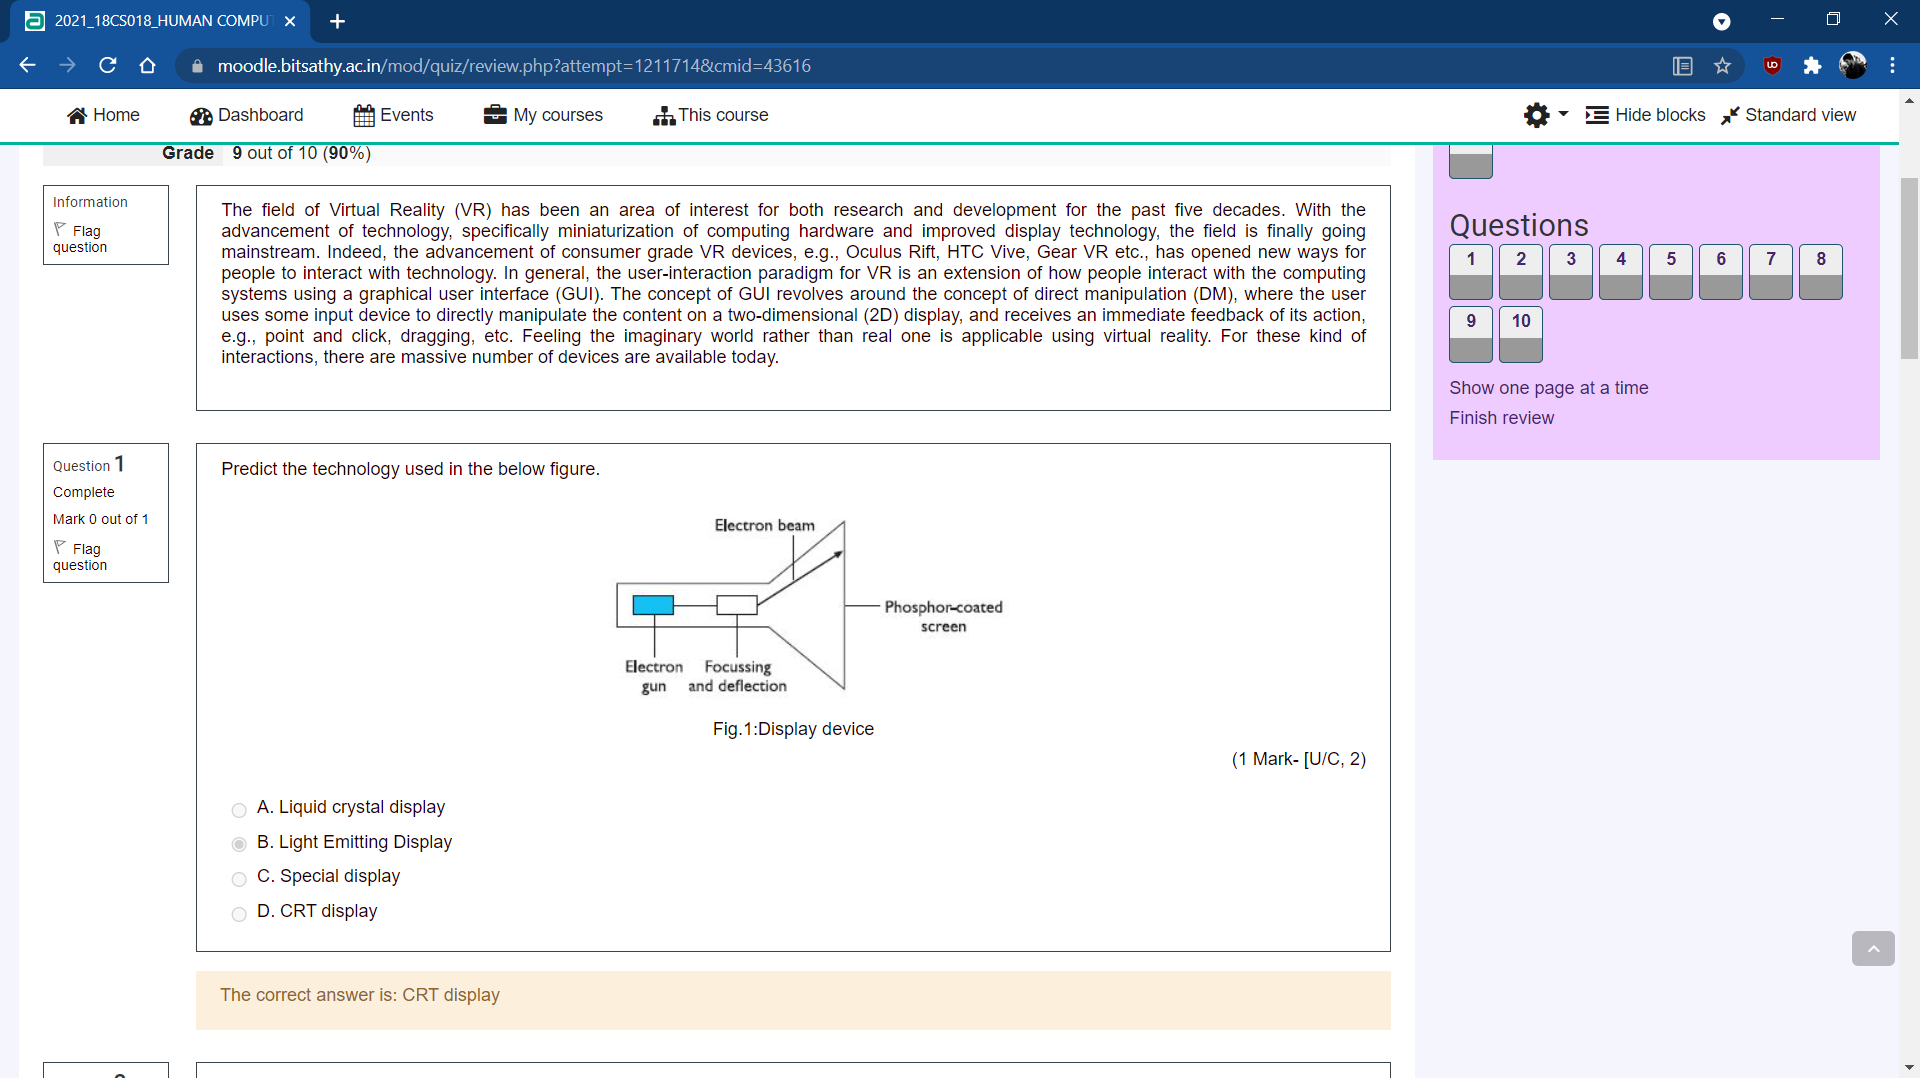 2021_18CS018_HUMAN COMPU
moodle.bitsathy.ac.in/mod/quiz/review.php?attempt=1211714&cmid=43616
Home
Dashboard
Events
My courses
This course
Hide blocks
Standard view
Grade 9 out of 10 (90%)
Information
Flag
question
The field of Virtual Reality (VR) has been an area of interest for both research and development for the past five decades. With the
advancement of technology, specifically miniaturization of computing hardware and improved display technology, the field is finally going
mainstream. Indeed, the advancement of consumer grade VR devices, e.g., Oculus Rift, HTC Vive, Gear VR etc., has opened new ways for
people to interact with technology. In general, the user-interaction paradigm for VR is an extension of how people interact with the computing
systems using a graphical user interface (GUI). The concept of GUI revolves around the concept of direct manipulation (DM), where the user
uses some input device to directly manipulate the content on a two-dimensional (2D) display, and receives an immediate feedback of its action,
e.g., point and click, dragging, etc. Feeling the imaginary world rather than real one is applicable using virtual reality. For these kind of
interactions, there are massive number of devices are available today.
Questions
1 2 3 4 5 6 7 8
9 10
Show one page at a time
Finish review
Question 1
Complete
Mark 0 out of 1
Flag
question
Predict the technology used in the below figure.
Electron beam
Phosphor-coated
screen
Electron
gun
Focussing
and deflection
Fig.1:Display device
(1 Mark- [U/C, 2)
A. Liquid crystal display
B. Light Emitting Display
C. Special display
D. CRT display
The correct answer is: CRT display